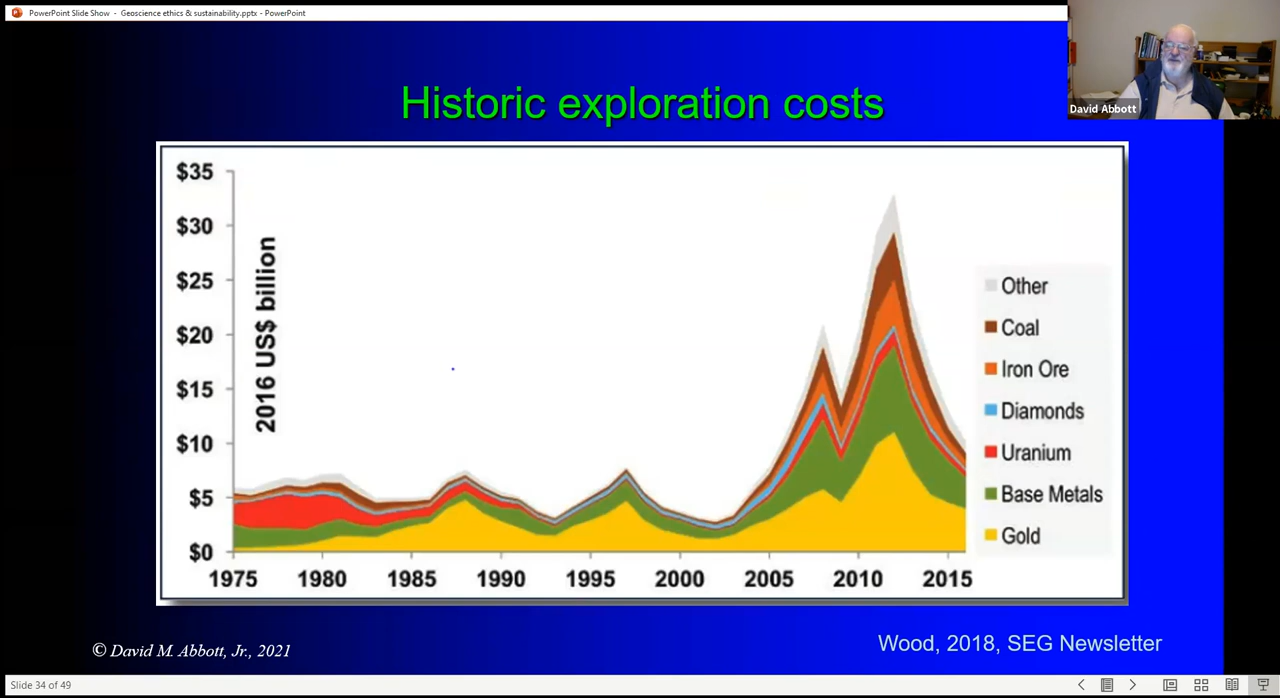 PowerPoint Slide Show - Geoscience ethics & sustainability.pptx - PowerPoint
David Abbott
Historic exploration costs
$35
$30
$25
$20
$15
$10
$5
$0
2016 US$ billion
1975 1980 1985 1990 1995 2000 2005 2010 2015
Other
Coal
Iron Ore
Diamonds
Uranium
Base Metals
Gold
© David M. Abbott, Jr., 2021
Wood, 2018, SEG Newsletter
Slide 34 of 49